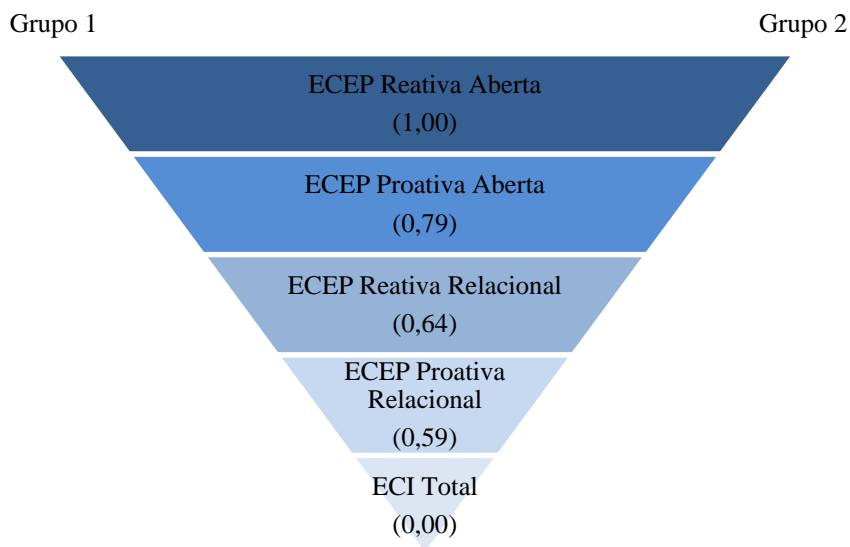 Grupo 1
Grupo 2
ECEP Reativa Aberta
(1,00)
ECEP Proativa Aberta
(0,79)
ECEP Reativa Relacional
(0,64)
ECEP Proativa
Relacional
(0,59)
ECI Total
(0,00)